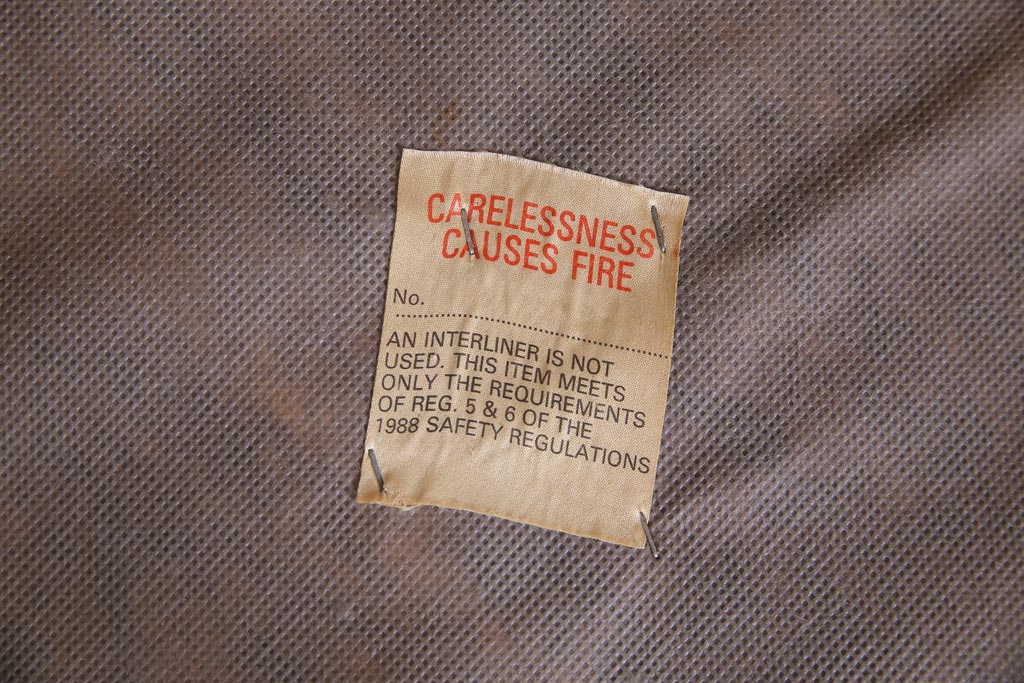 CARELESSNESS
CAUSES FIRE
No.
AN INTERLINER IS NOT
USED. THIS ITEM MEETS
ONLY THE REQUIREMENTS
OF REG. 5 & 6 OF THE
1988 SAFETY REGULATIONS